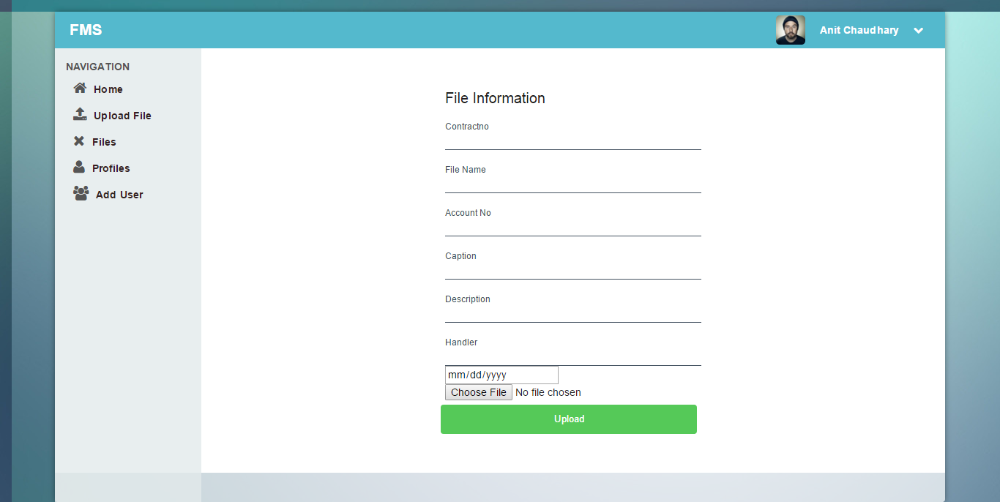 FMS
Anit Chaudhary
NAVIGATION
Home
Upload File
Files
Profiles
Add User
File Information
Contractno
File Name
Account No
Caption
Description
Handler
mm/dd/yyyy
Choose File No file chosen
Upload